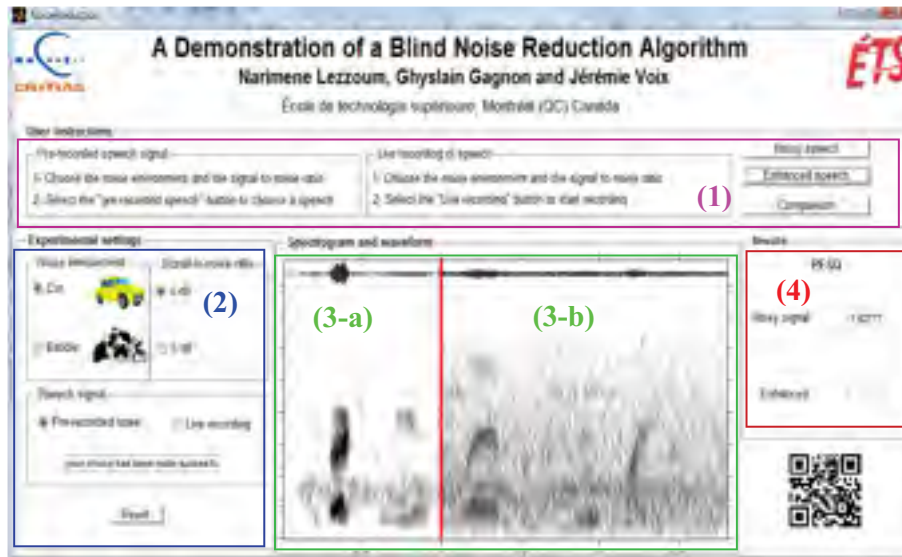 A Demonstration of a Blind Noise Reduction Algorithm
Narimene Lezzoum, Ghyslain Gagnon and Jérémie Voix
École de technologie supérieure, Montréal (QC) Canada
CRITIAS
ÉTS
User instructions
Pre-recorded speech signal
1- Choose the noise environment and the signal to noise ratio
2- Select the "pre recorded speech" button to choose a speech
Live recording of speech
1- Choose the noise environment and the signal to noise ratio
2- Select the "Live recording" button to start recording
(1)
Noisy speech
Enhanced speech
Comparison
Experimental settings
Noise environment
Signal to noise ratio
Car
(2)
Babble
Speech signal
Pre-recorded
Live recording
Reset
Spectrogram and waveform
(3-a)
(3-b)
Results
PESQ
(4)
Noisy signal
Enhanced